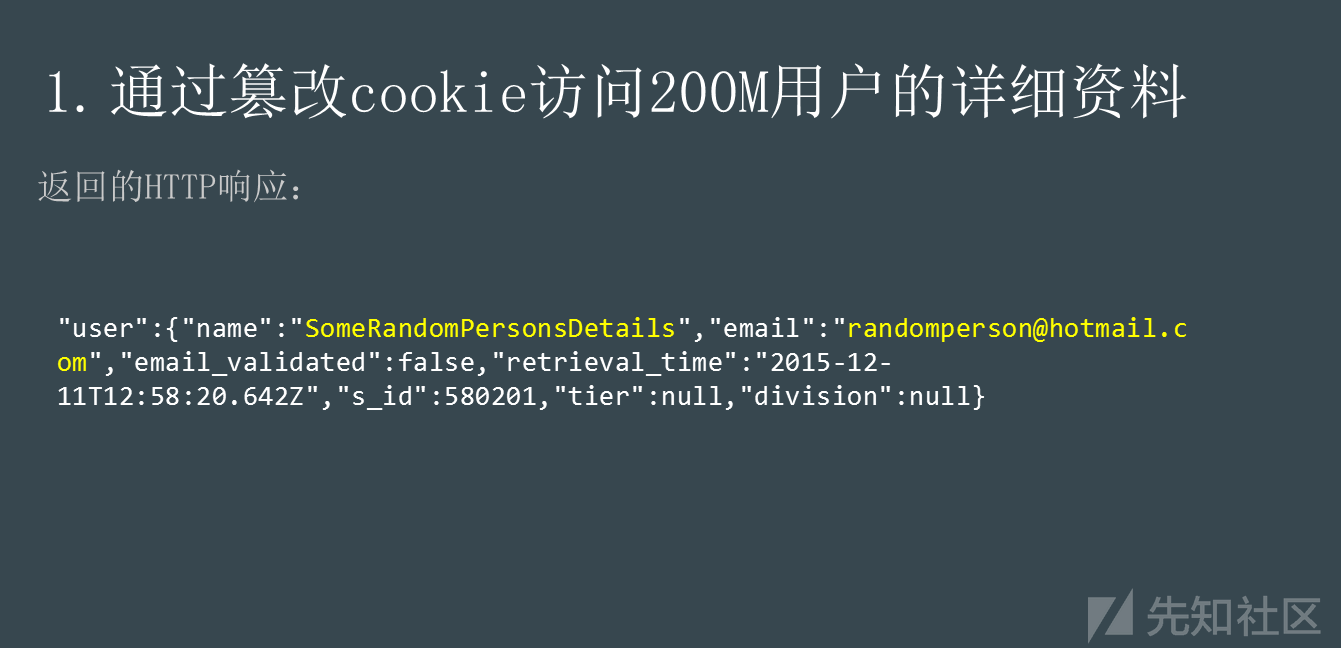 1. 通过篡改cookie访问200M用户的详细资料
返回的HTTP响应:
"user":{"name":"SomeRandomPersonsDetails","email":"randomperson@hotmail.c
om","email_validated":false,"retrieval_time":"2015-12-
11T12:58:20.642Z","s_id":580201,"tier":null,"division":null}
先知社区